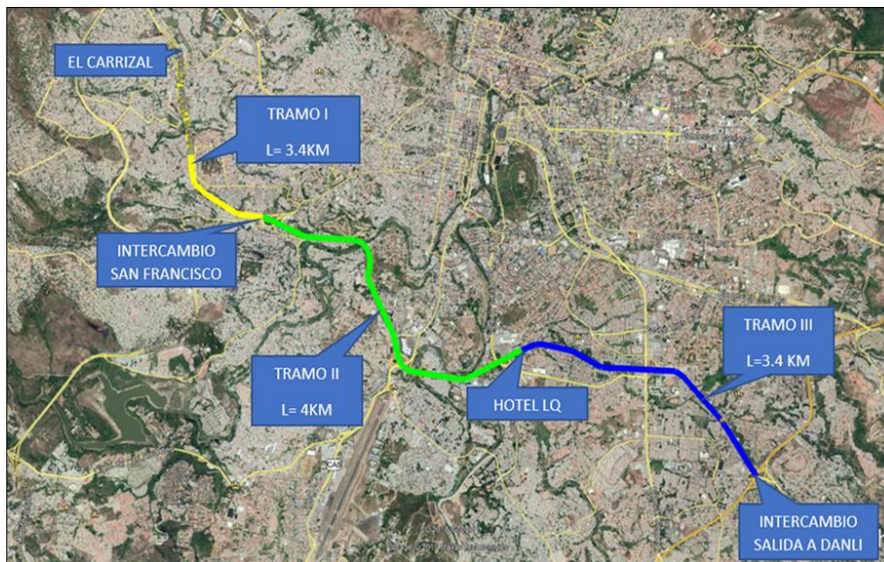 EL CARRIZAL
TRAMO I
L= 3.4KM
INTERCAMBIO
SAN FRANCISCO
TRAMO II
L= 4KM
HOTEL LQ
TRAMO III
L=3.4 KM
INTERCAMBIO
SALIDA A DANLI